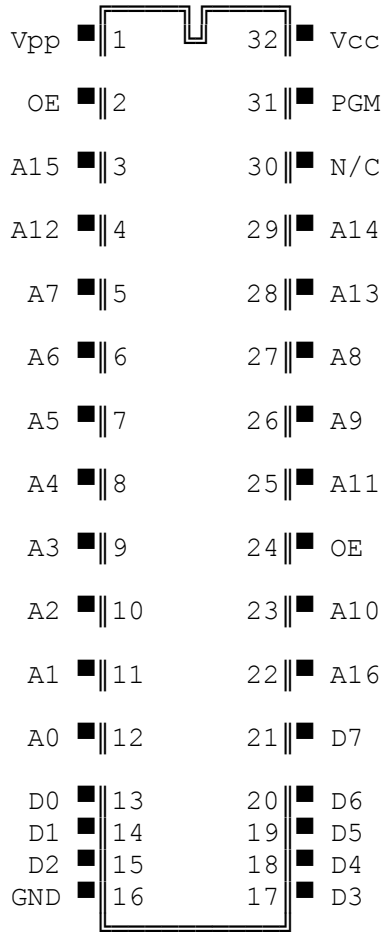 Vpp 1 32 Vcc
OE 2 31 PGM
A15 3 30 N/C
A12 4 29 A14
A7 5 28 A13
A6 6 27 A8
A5 7 26 A9
A4 8 25 A11
A3 9 24 OE
A2 10 23 A10
A1 11 22 A16
A0 12 21 D7
D0 13 20 D6
D1 14 19 D5
D2 15 18 D4
GND 16 17 D3